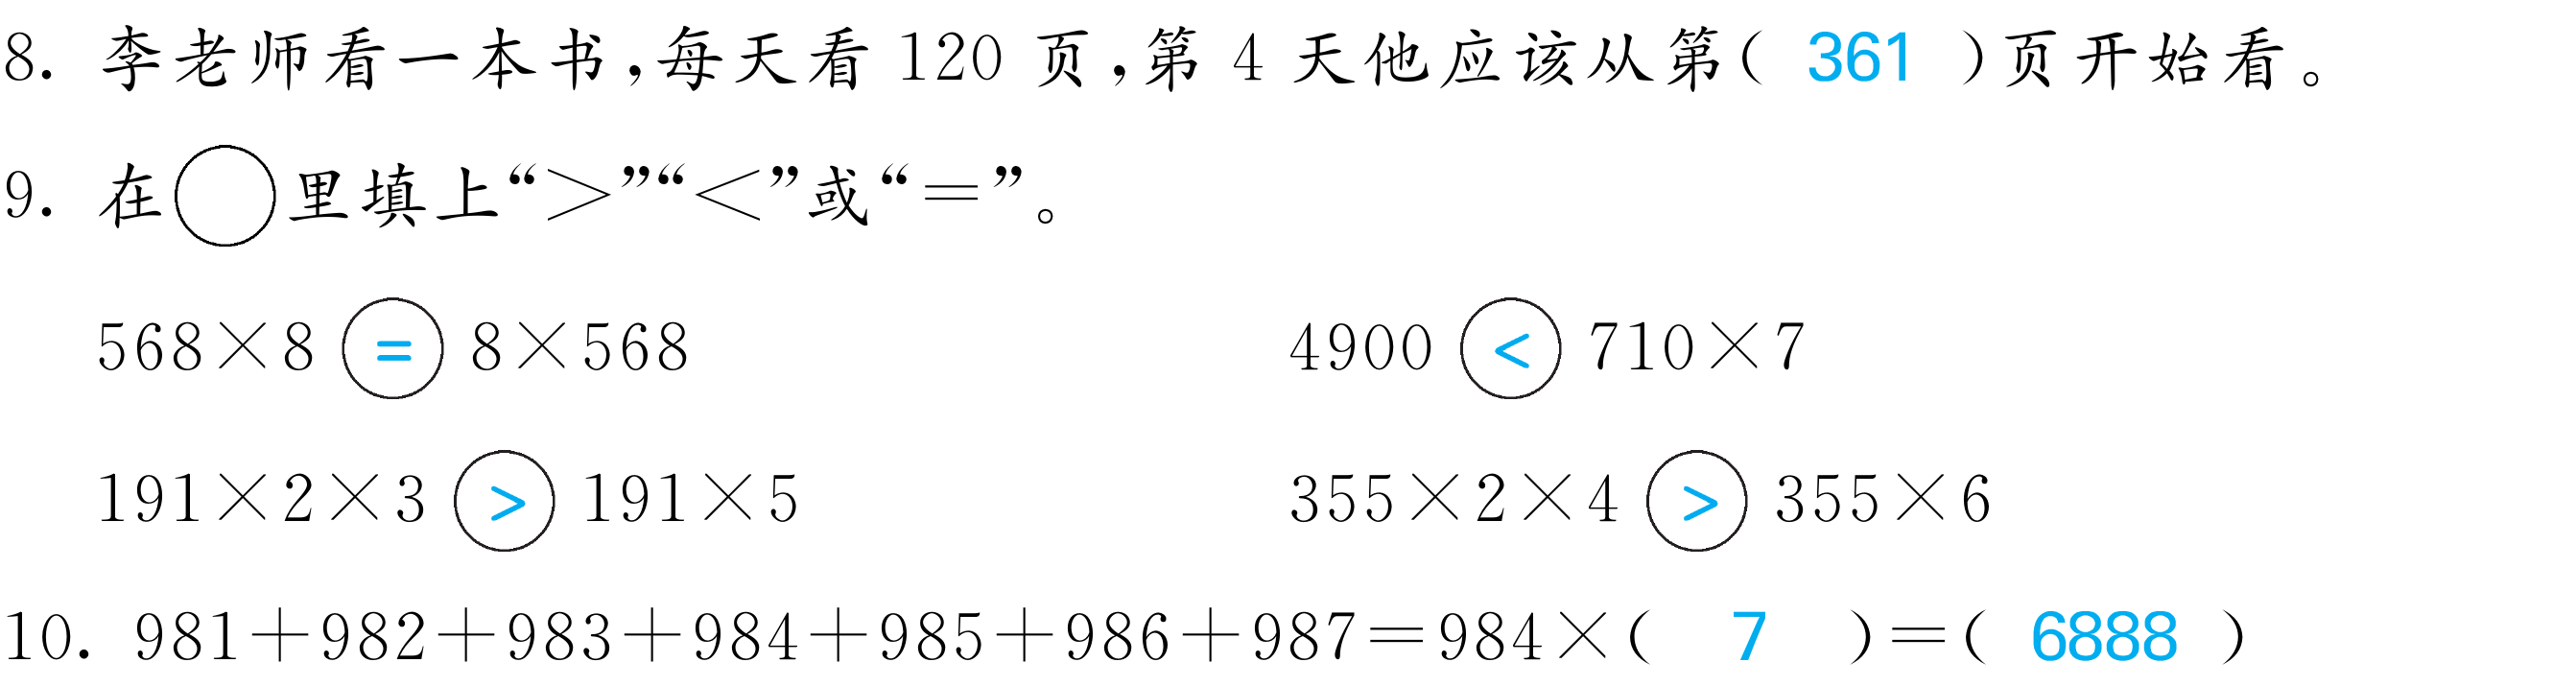 8. 李老师看一本书,每天看 120 页,第 4 天他应该从第( 361 )页开始看。
9. 在○里填上“>”“<”或“=”。
568×8 = 8×568 4900 < 710×7
191×2×3 > 191×5 355×2×4 > 355×6
10. 981+982+983+984+985+986+987=984×( 7 )=( 6888 )